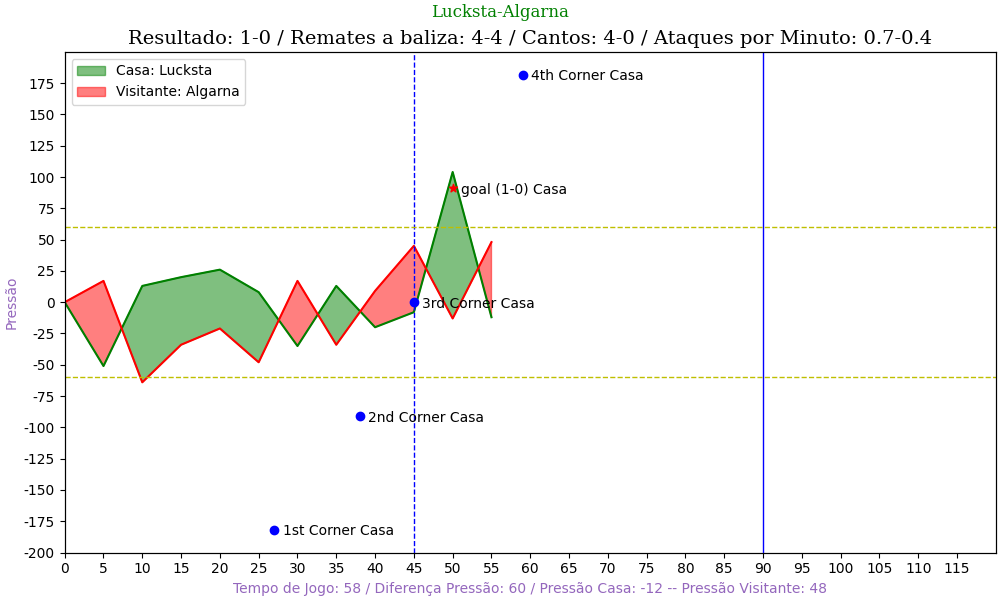 Lucksta-Algarna
Resultado: 1-0 / Remates a baliza: 4-4 / Cantos: 4-0 / Ataques por Minuto: 0.7-0.4
Casa: Lucksta
Visitante: Algarna
4th Corner Casa
goal (1-0) Casa
3rd Corner Casa
2nd Corner Casa
1st Corner Casa
Pressão
175
150
125
100
75
50
25
0
-25
-50
-75
-100
-125
-150
-175
-200
0 5 10 15 20 25 30 35 40 45 50 55 60 65 70 75 80 85 90 95 100 105 110 115
Tempo de Jogo: 58 / Diferença Pressão: 60 / Pressão Casa: -12 -- Pressão Visitante: 48